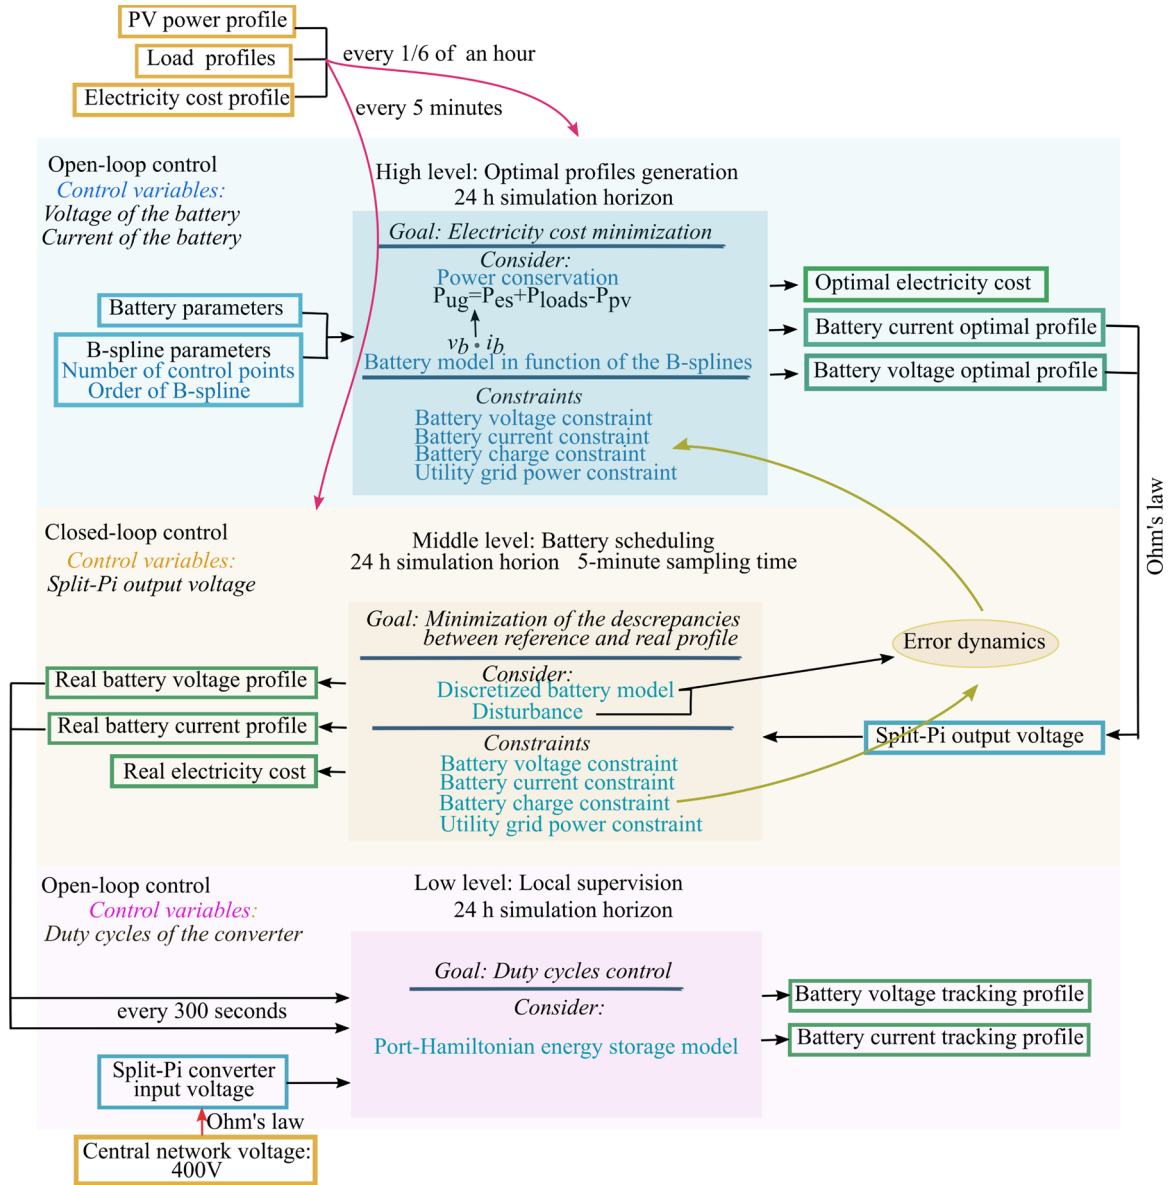 PV power profile
Load profiles
Electricity cost profile
every 1/6 of an hour
every 5 minutes
Open-loop control
Control variables:
Voltage of the battery
Current of the battery
High level: Optimal profiles generation
24 h simulation horizon
Goal: Electricity cost minimization
Consider:
Power conservation
Pug=Pes+Ploads-Ppv
vb · ib
Battery model in function of the B-splines
Constraints
Battery voltage constraint
Battery current constraint
Battery charge constraint
Utility grid power constraint
Battery parameters
B-spline parameters
Number of control points
Order of B-spline
Optimal electricity cost
Battery current optimal profile
Battery voltage optimal profile
Ohm's law
Closed-loop control
Control variables:
Split-Pi output voltage
Middle level: Battery scheduling
24 h simulation horion 5-minute sampling time
Goal: Minimization of the descrepancies
between reference and real profile
Consider:
Discretized battery model
Disturbance
Constraints
Battery voltage constraint
Battery current constraint
Battery charge constraint
Utility grid power constraint
Error dynamics
Split-Pi output voltage
Real battery voltage profile
Real battery current profile
Real electricity cost
Open-loop control
Control variables:
Duty cycles of the converter
Low level: Local supervision
24 h simulation horizon
Goal: Duty cycles control
Consider:
Port-Hamiltonian energy storage model
every 300 seconds
Split-Pi converter
input voltage
Ohm's law
Central network voltage:
400V
Battery voltage tracking profile
Battery current tracking profile